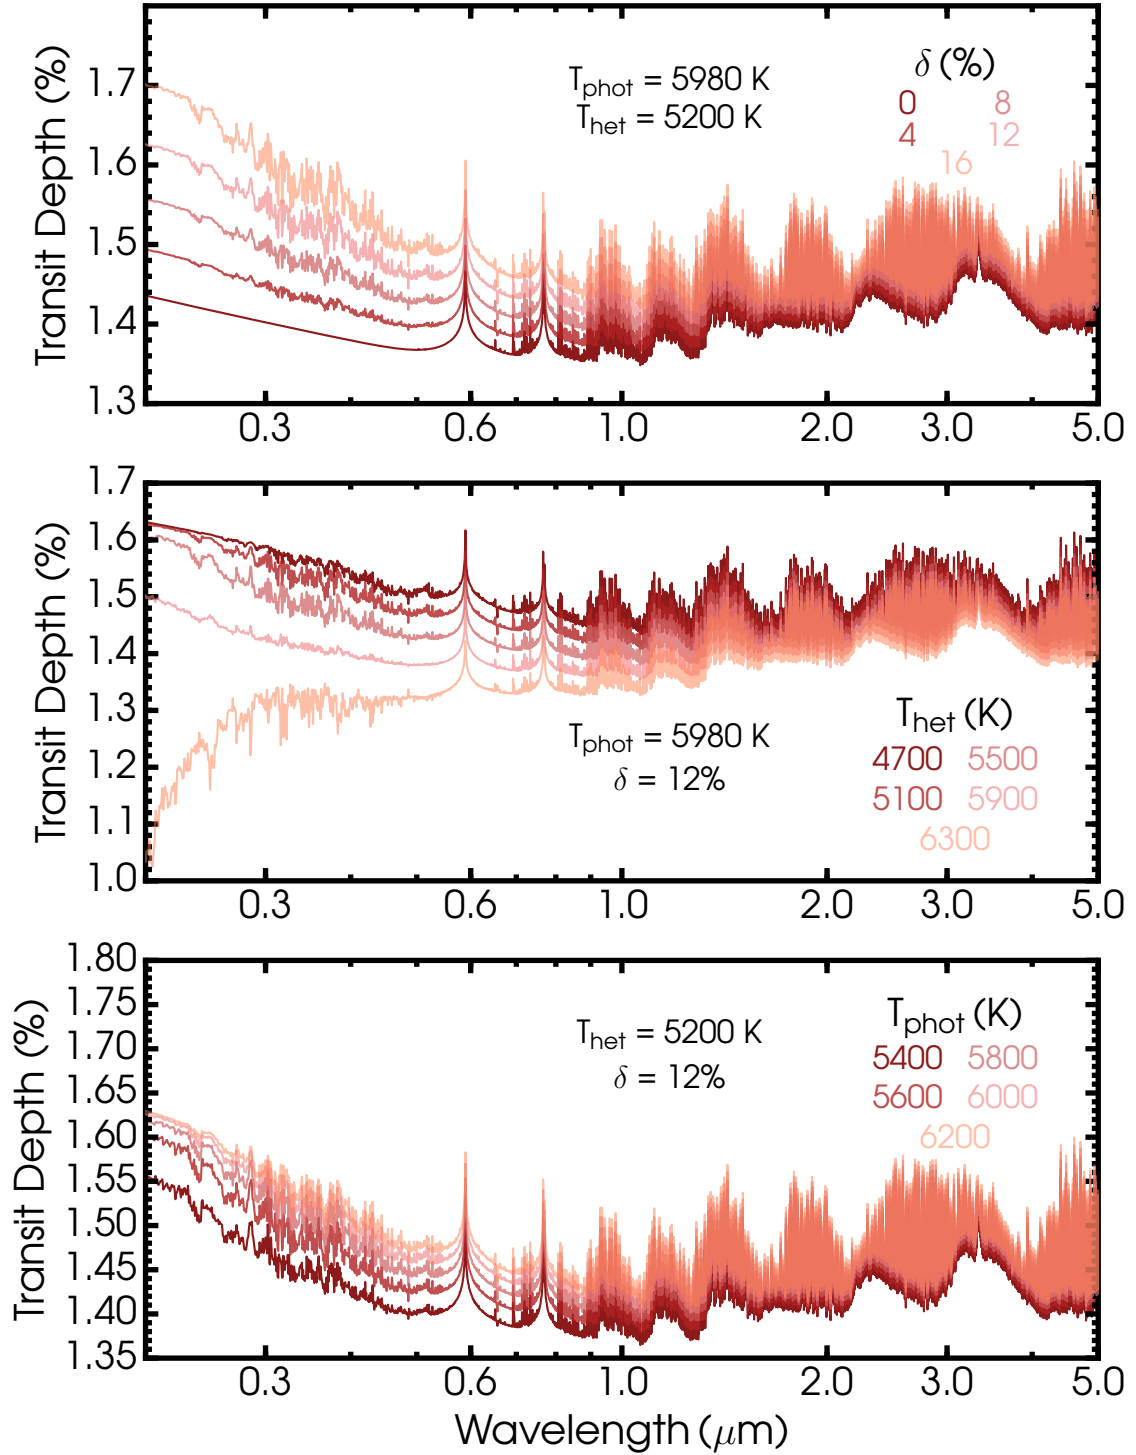 Transit Depth (%)
1.7
1.6
1.5
1.4
1.3
T_phot = 5980 K
T_het = 5200 K
δ (%)
0 8
4 12
16
0.3 0.6 1.0 2.0 3.0 5.0
Transit Depth (%)
1.7
1.6
1.5
1.4
1.3
1.2
1.1
1.0
T_phot = 5980 K
δ = 12%
T_het (K)
4700 5500
5100 5900
6300
0.3 0.6 1.0 2.0 3.0 5.0
Transit Depth (%)
1.80
1.75
1.70
1.65
1.60
1.55
1.50
1.45
1.40
1.35
T_het = 5200 K
δ = 12%
T_phot (K)
5400 5800
5600 6000
6200
0.3 0.6 1.0 2.0 3.0 5.0
Wavelength (μm)